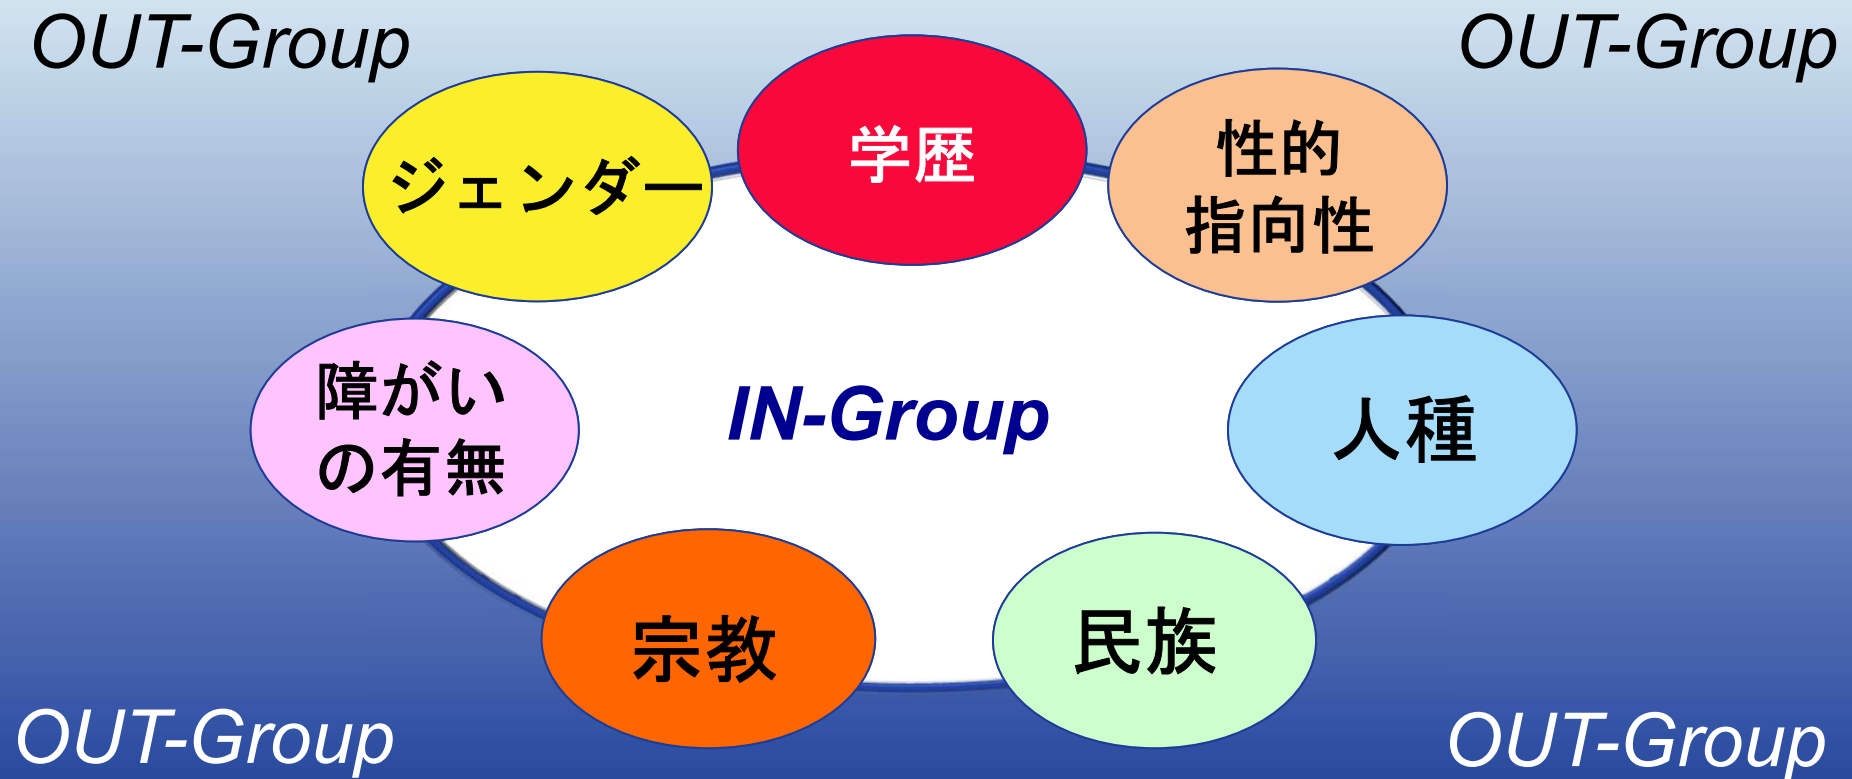 OUT-Group
OUT-Group
ジェンダー
学歴
性的
指向性
障がい
の有無
IN-Group
人種
宗教
民族
OUT-Group
OUT-Group